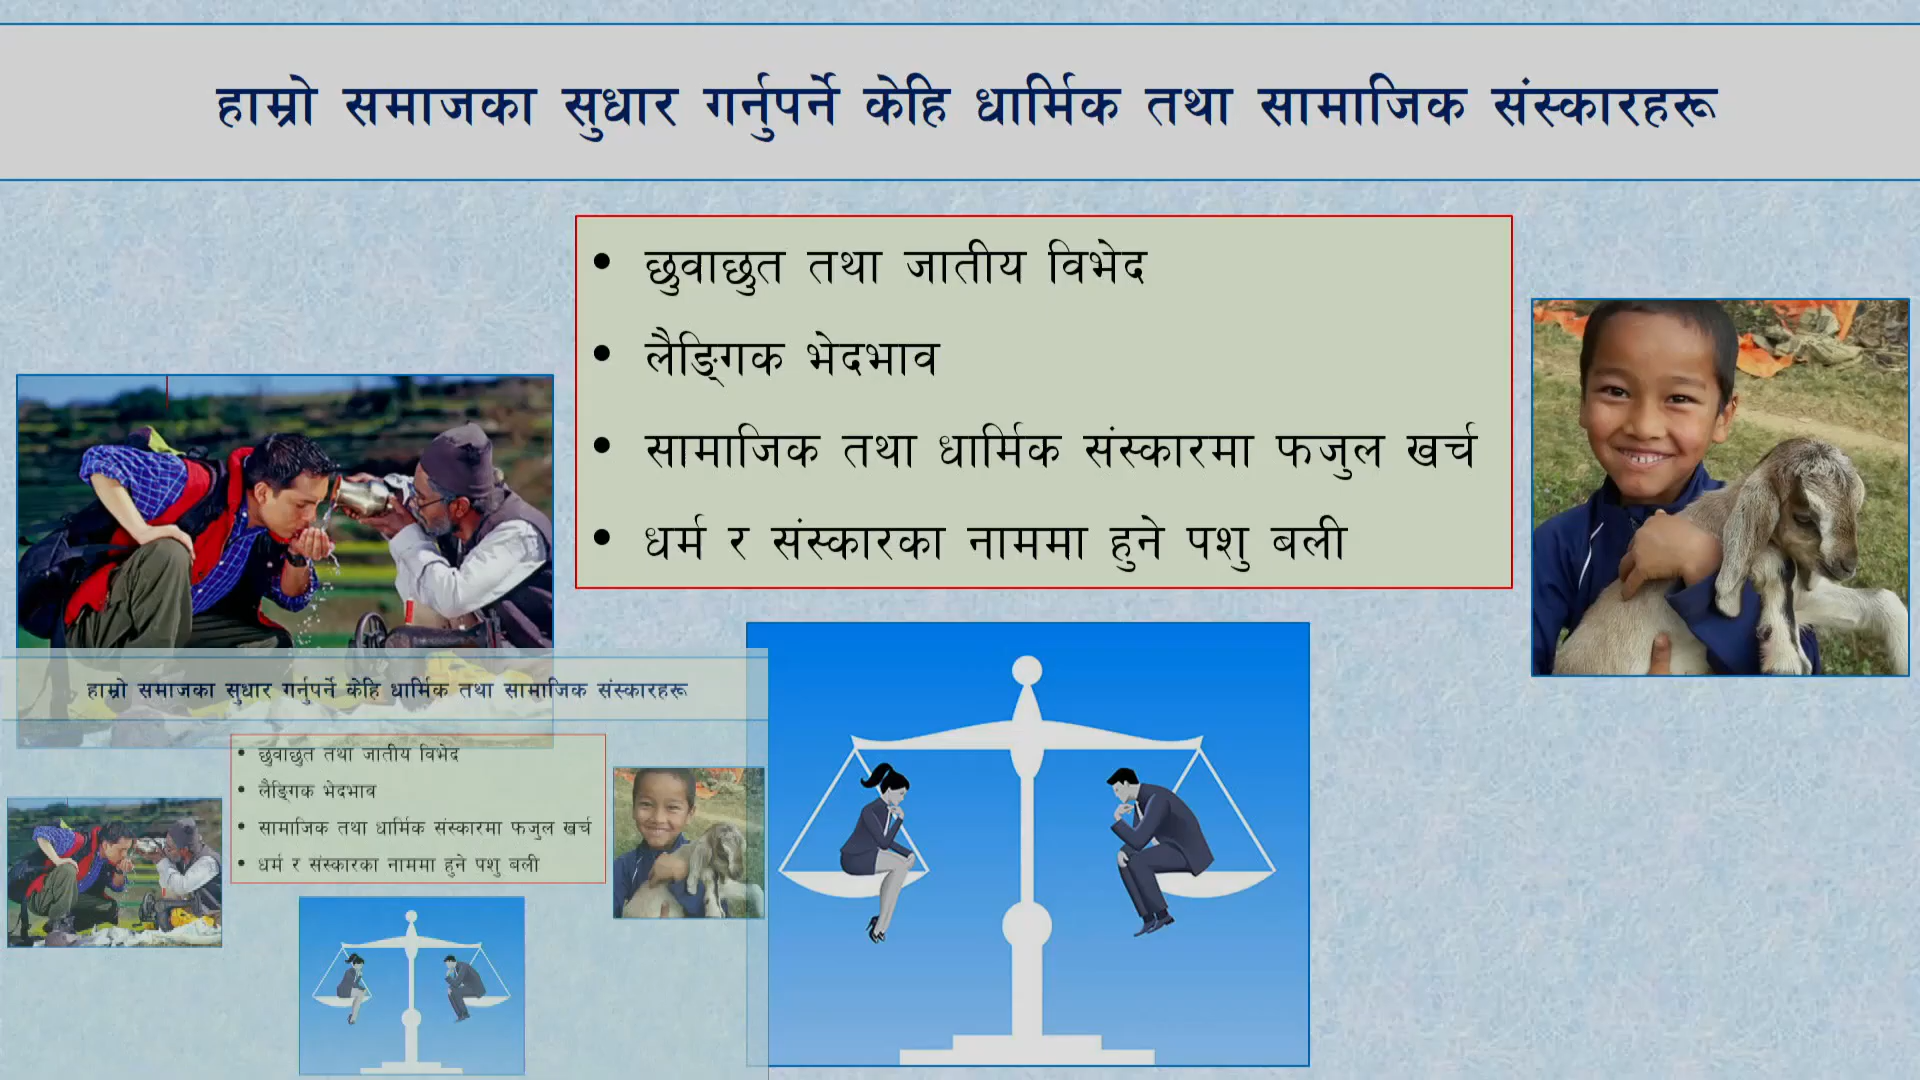 हाम्रो समाजका सुधार गर्नुपर्ने केहि धार्मिक तथा सामाजिक संस्कारहरू
• छुवाछुत तथा जातीय विभेद
• लैङ्गिक भेदभाव
• सामाजिक तथा धार्मिक संस्कारमा फजुल खर्च
• धर्म र संस्कारका नाममा हुने पशु बली
हाम्रो समाजका सुधार गर्नुपर्ने केहि धार्मिक तथा सामाजिक संस्कारहरू
• छुवाछुत तथा जातीय विभेद
• लैङ्गिक भेदभाव
• सामाजिक तथा धार्मिक संस्कारमा फजुल खर्च
• धर्म र संस्कारका नाममा हुने पशु बली